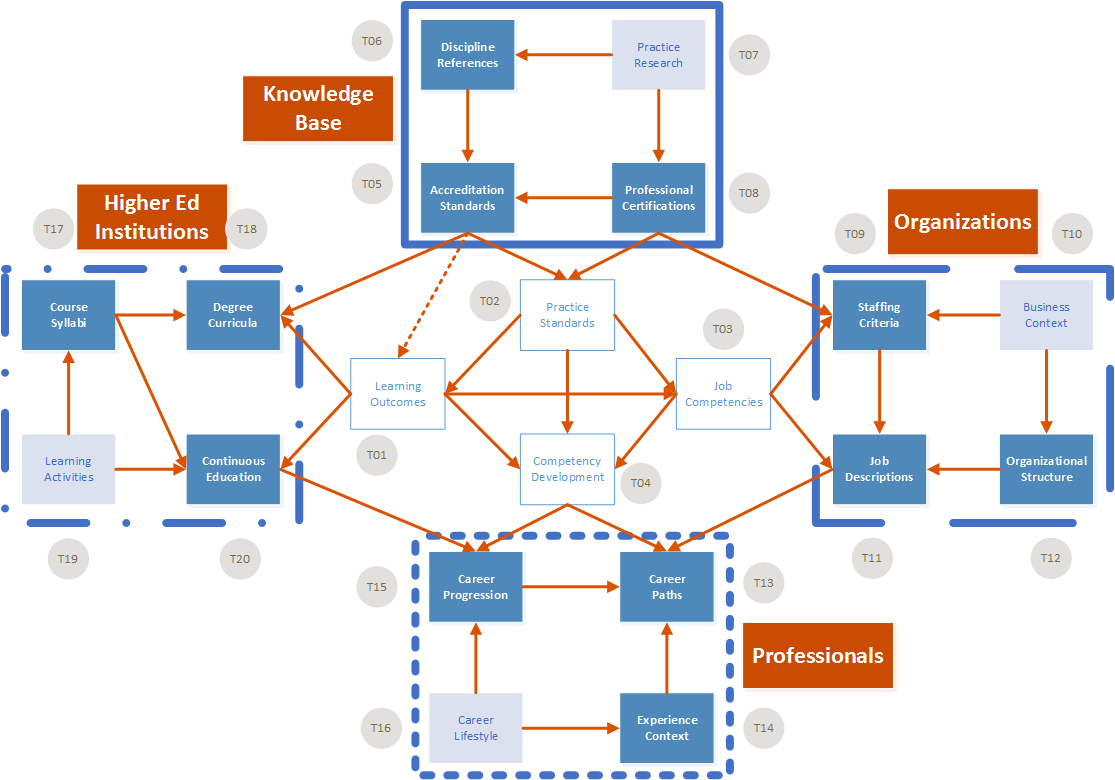 T06
Discipline
References
Practice
Research
T07
Knowledge
Base
T05
Accreditation
Standards
Professional
Certifications
T08
Higher Ed
Institutions
T17
T18
Organizations
T09
T10
Course
Syllabi
Degree
Curricula
T02
Practice
Standards
T03
Staffing
Criteria
Business
Context
Learning
Outcomes
Job
Competencies
T01
Learning
Activities
Continuous
Education
Competency
Development
T04
Job
Descriptions
Organizational
Structure
T19
T20
T11
T12
T15
Career
Progression
Career
Paths
T13
Professionals
T16
Career
Lifestyle
Experience
Context
T14